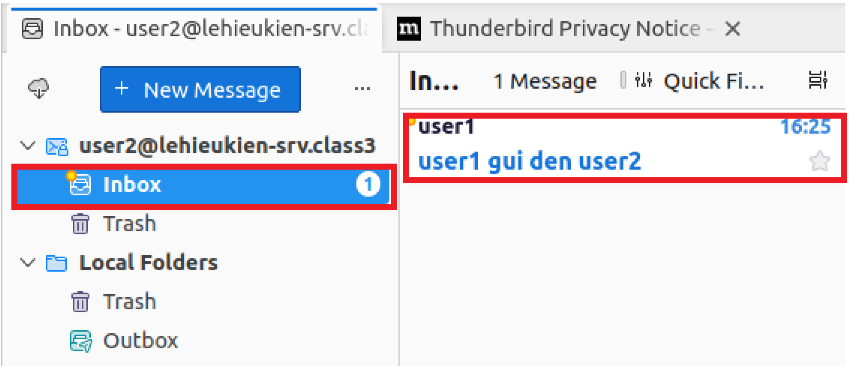 Inbox - user2@lehieukien-srv.cla
m Thunderbird Privacy Notice –
+ New Message ...
In... 1 Message Quick Fi...
user2@lehieukien-srv.class3
Inbox 1
Trash
Local Folders
Trash
Outbox
user1 16:25
user1 gui den user2